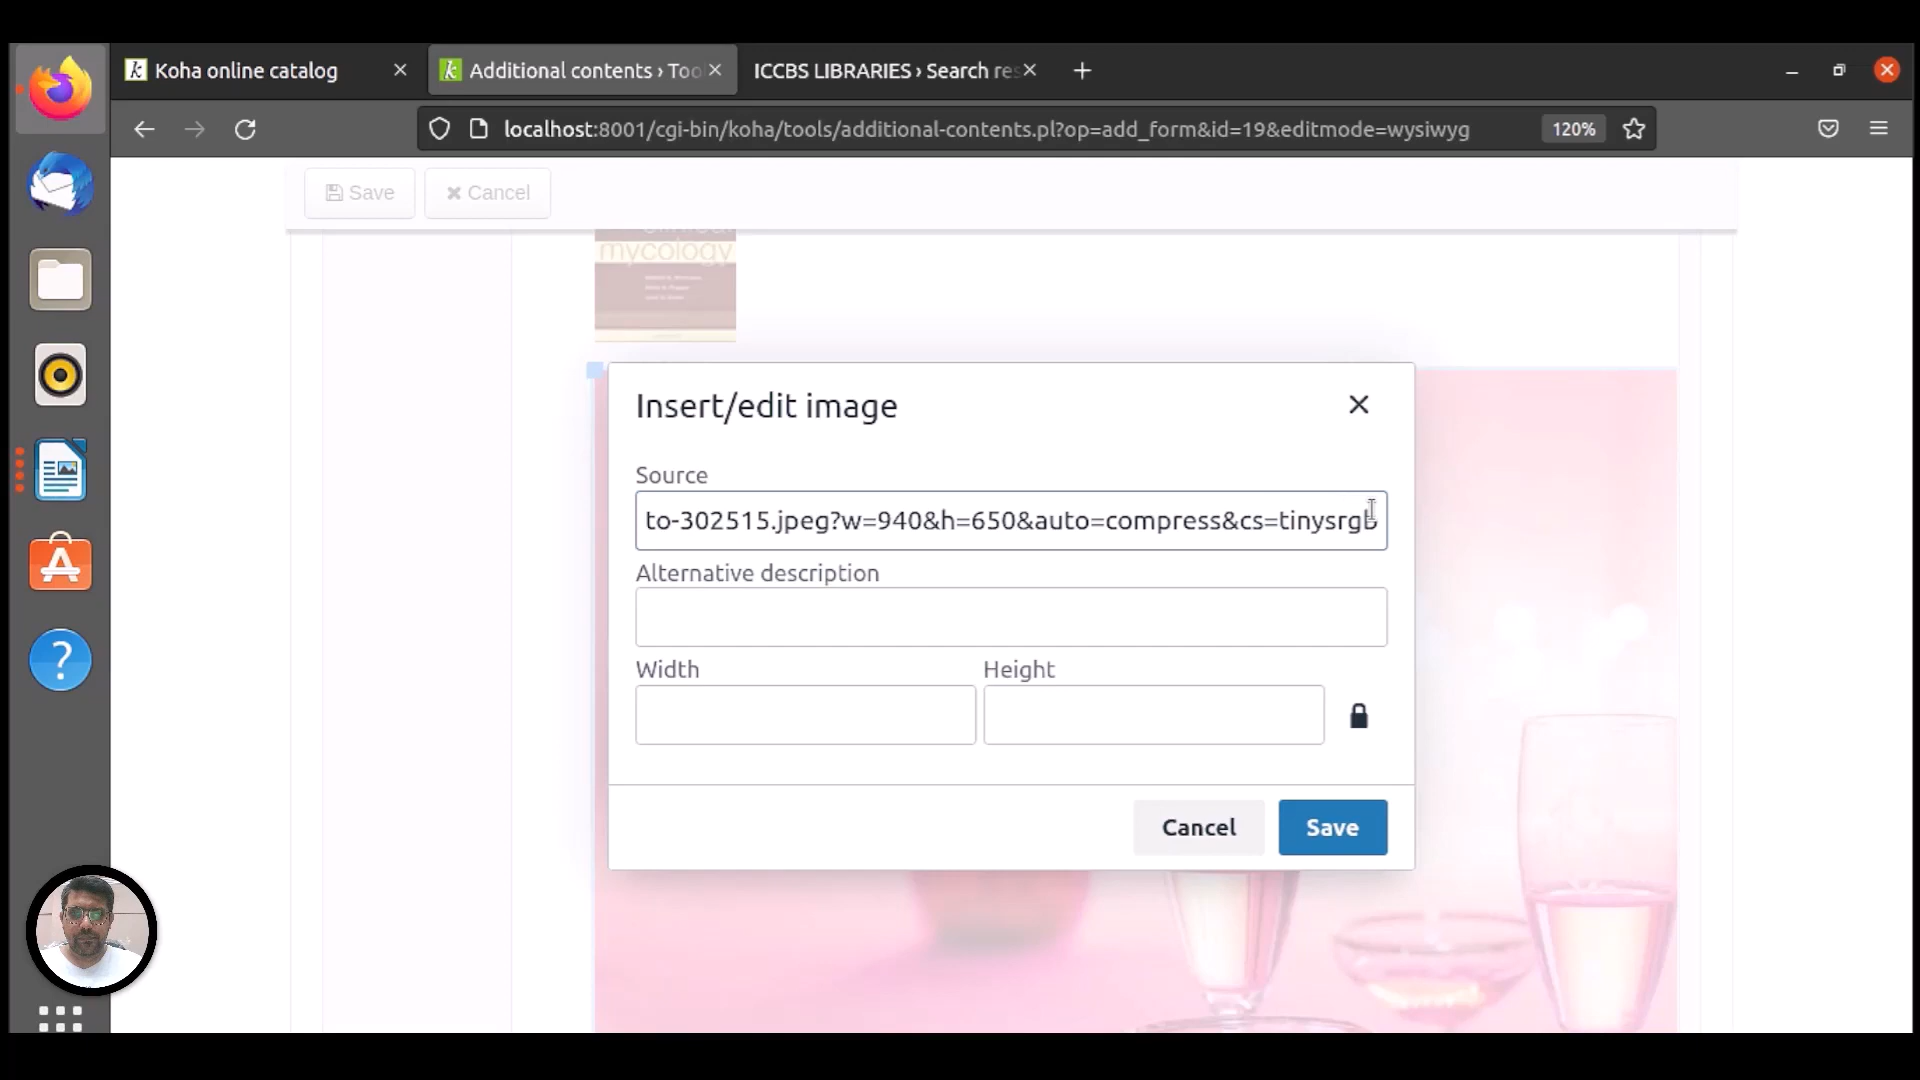 Koha online catalog
Additional contents › Too
ICCBS LIBRARIES › Search res
localhost:8001/cgi-bin/koha/tools/additional-contents.pl?op=add_form&id=19&editmode=wysiwyg
120%
Save
Cancel
mycology
Insert/edit image
Source
to-302515.jpeg?w=940&h=650&auto=compress&cs=tinysrgb
Alternative description
Width
Height
Cancel
Save